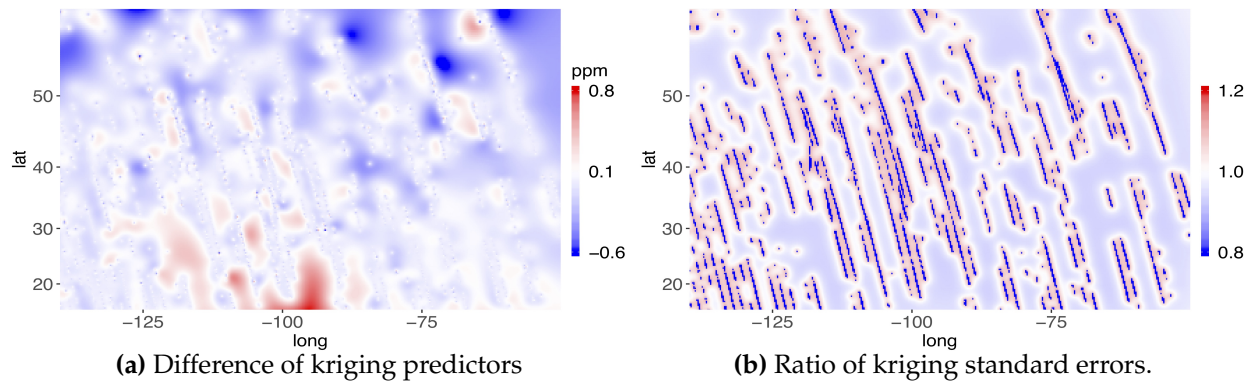 ppm
0.8
0.1
−0.6
50
40
30
20
lat
−125
−100
−75
long
(a) Difference of kriging predictors
1.2
1.0
0.8
50
40
30
20
lat
−125
−100
−75
long
(b) Ratio of kriging standard errors.